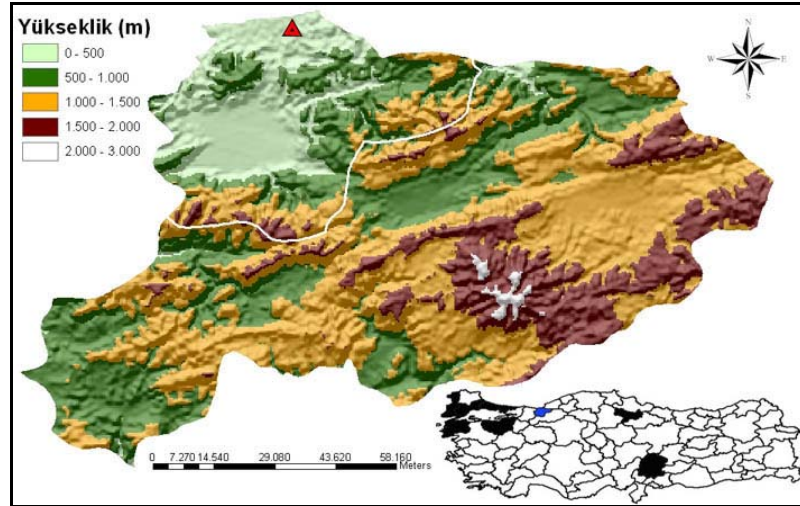 Yükseklik (m)
0 - 500
500 - 1.000
1.000 - 1.500
1.500 - 2.000
2.000 - 3.000
N
W E
S
0 7.270 14.540 29.080 43.620 58.160
Meters